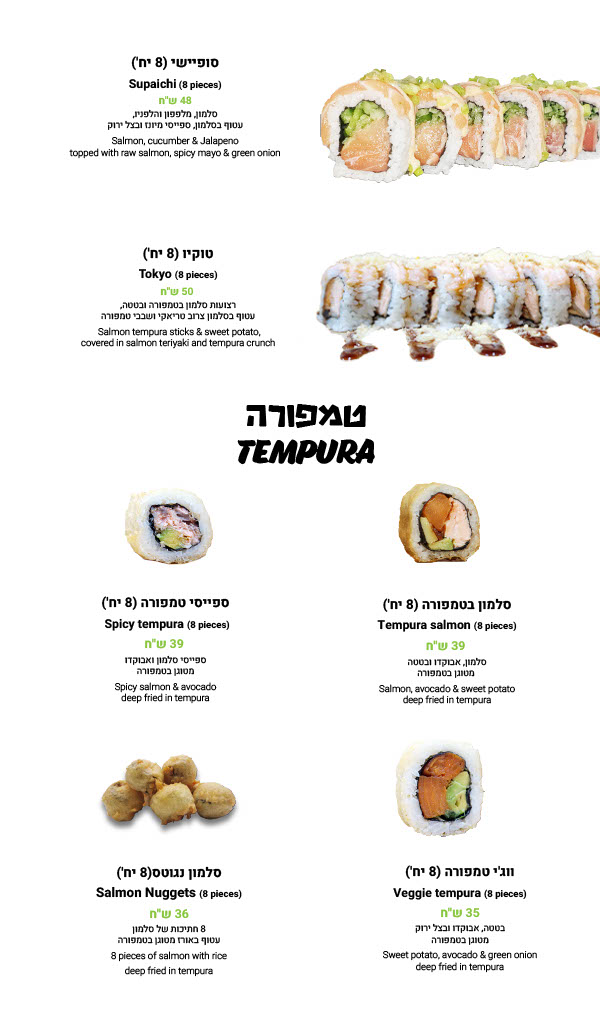 סופיישי (8 יח')
Supaichi (8 pieces)
48 ש"ח
סלמון, מלפפון והלפניו,
עטוף בסלמון, ספייסי מיונז ובצל ירוק
Salmon, cucumber & Jalapeno
topped with raw salmon, spicy mayo & green onion
טוקיו (8 יח')
Tokyo (8 pieces)
50 ש"ח
רצועות סלמון בטמפורה ובטטה,
עטוף בסלמון צרוב טריאקי ושבבי טמפורה
Salmon tempura sticks & sweet potato,
covered in salmon teriyaki and tempura crunch
טמפורה
TEMPURA
ספייסי טמפורה (8 יח')
Spicy tempura (8 pieces)
39 ש"ח
ספייסי סלמון ואבוקדו
מטוגן בטמפורה
Spicy salmon & avocado
deep fried in tempura
סלמון בטמפורה (8 יח')
Tempura salmon (8 pieces)
39 ש"ח
סלמון, אבוקדו ובטטה
מטוגן בטמפורה
Salmon, avocado & sweet potato
deep fried in tempura
סלמון נגוטס(8 יח')
Salmon Nuggets (8 pieces)
36 ש"ח
8 חתיכות של סלמון
עטוף באורז מטוגן בטמפורה
8 pieces of salmon with rice
deep fried in tempura
ווג'י טמפורה (8 יח')
Veggie tempura (8 pieces)
35 ש"ח
בטטה, אבוקדו ובצל ירוק
מטוגן בטמפורה
Sweet potato, avocado & green onion
deep fried in tempura